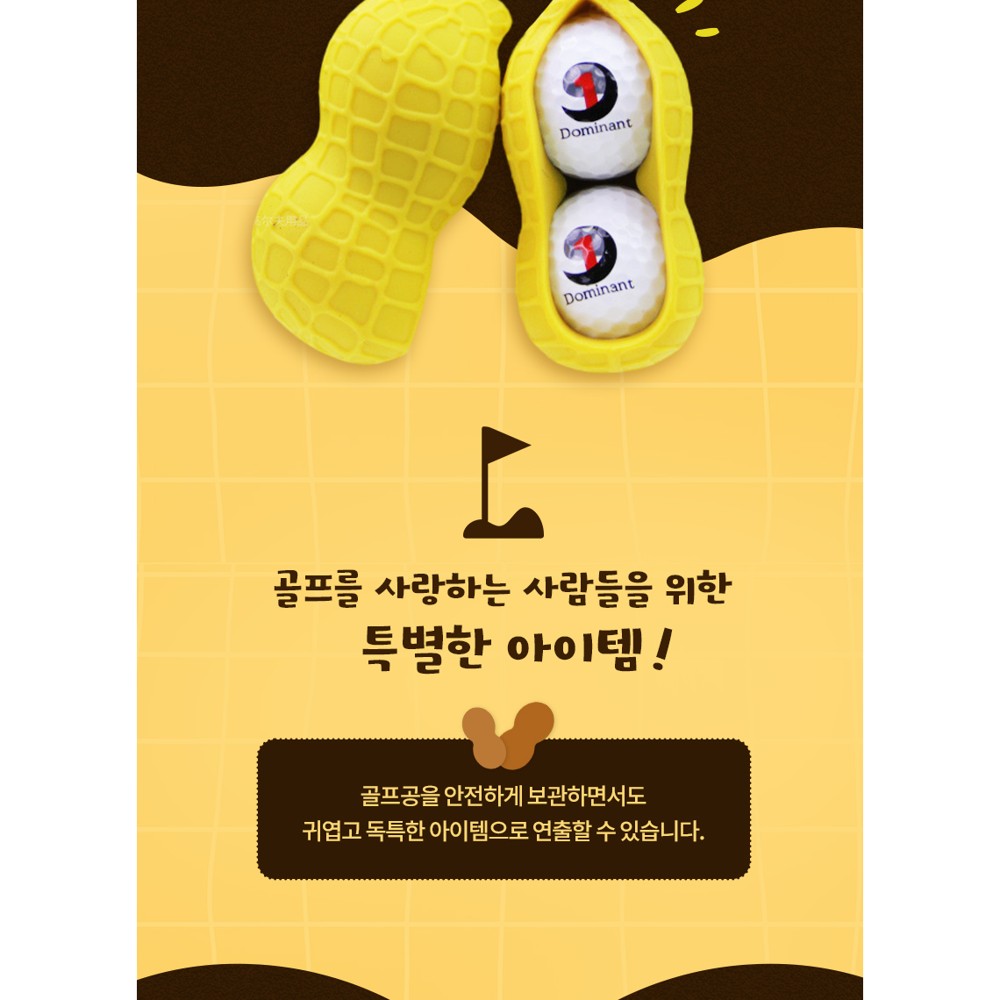 Dominant
Dominant
골프를 사랑하는 사람들을 위한
특별한 아이템!
골프공을 안전하게 보관하면서도
귀엽고 독특한 아이템으로 연출할 수 있습니다.